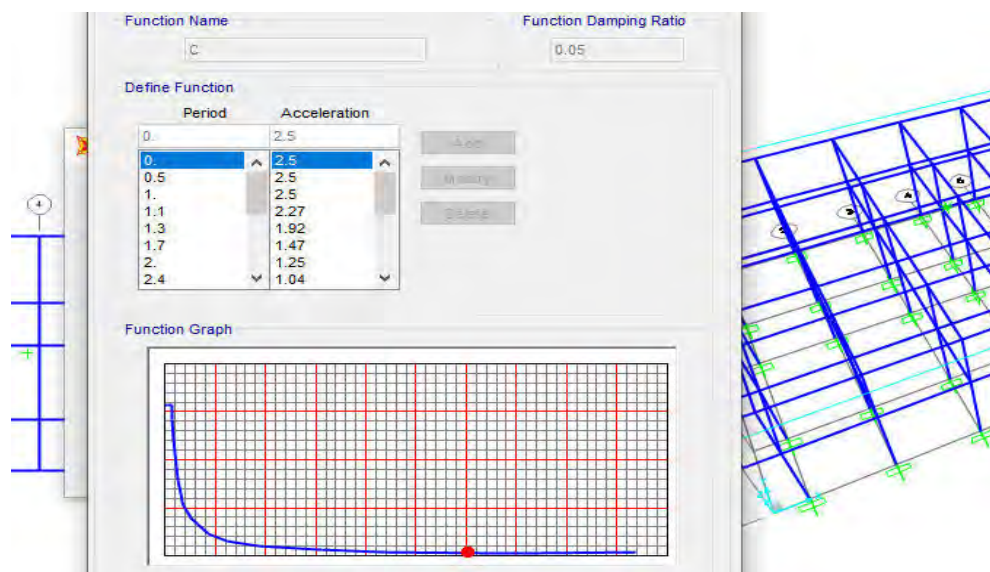 Function Name
Function Damping Ratio
C
0.05
Define Function
Period Acceleration
0. 2.5
0. 2.5
0.5 2.5
1. 2.5
1.1 2.27
1.3 1.92
1.7 1.47
2. 1.25
2.4 1.04
Add
Modify
Delete
Function Graph
4